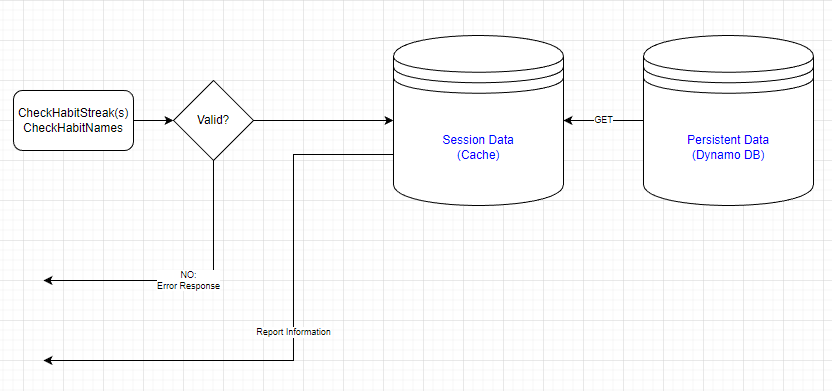 CheckHabitStreak(s)
CheckHabitNames
Valid?
Session Data
(Cache)
GET
Persistent Data
(Dynamo DB)
NO:
Error Response
Report Information